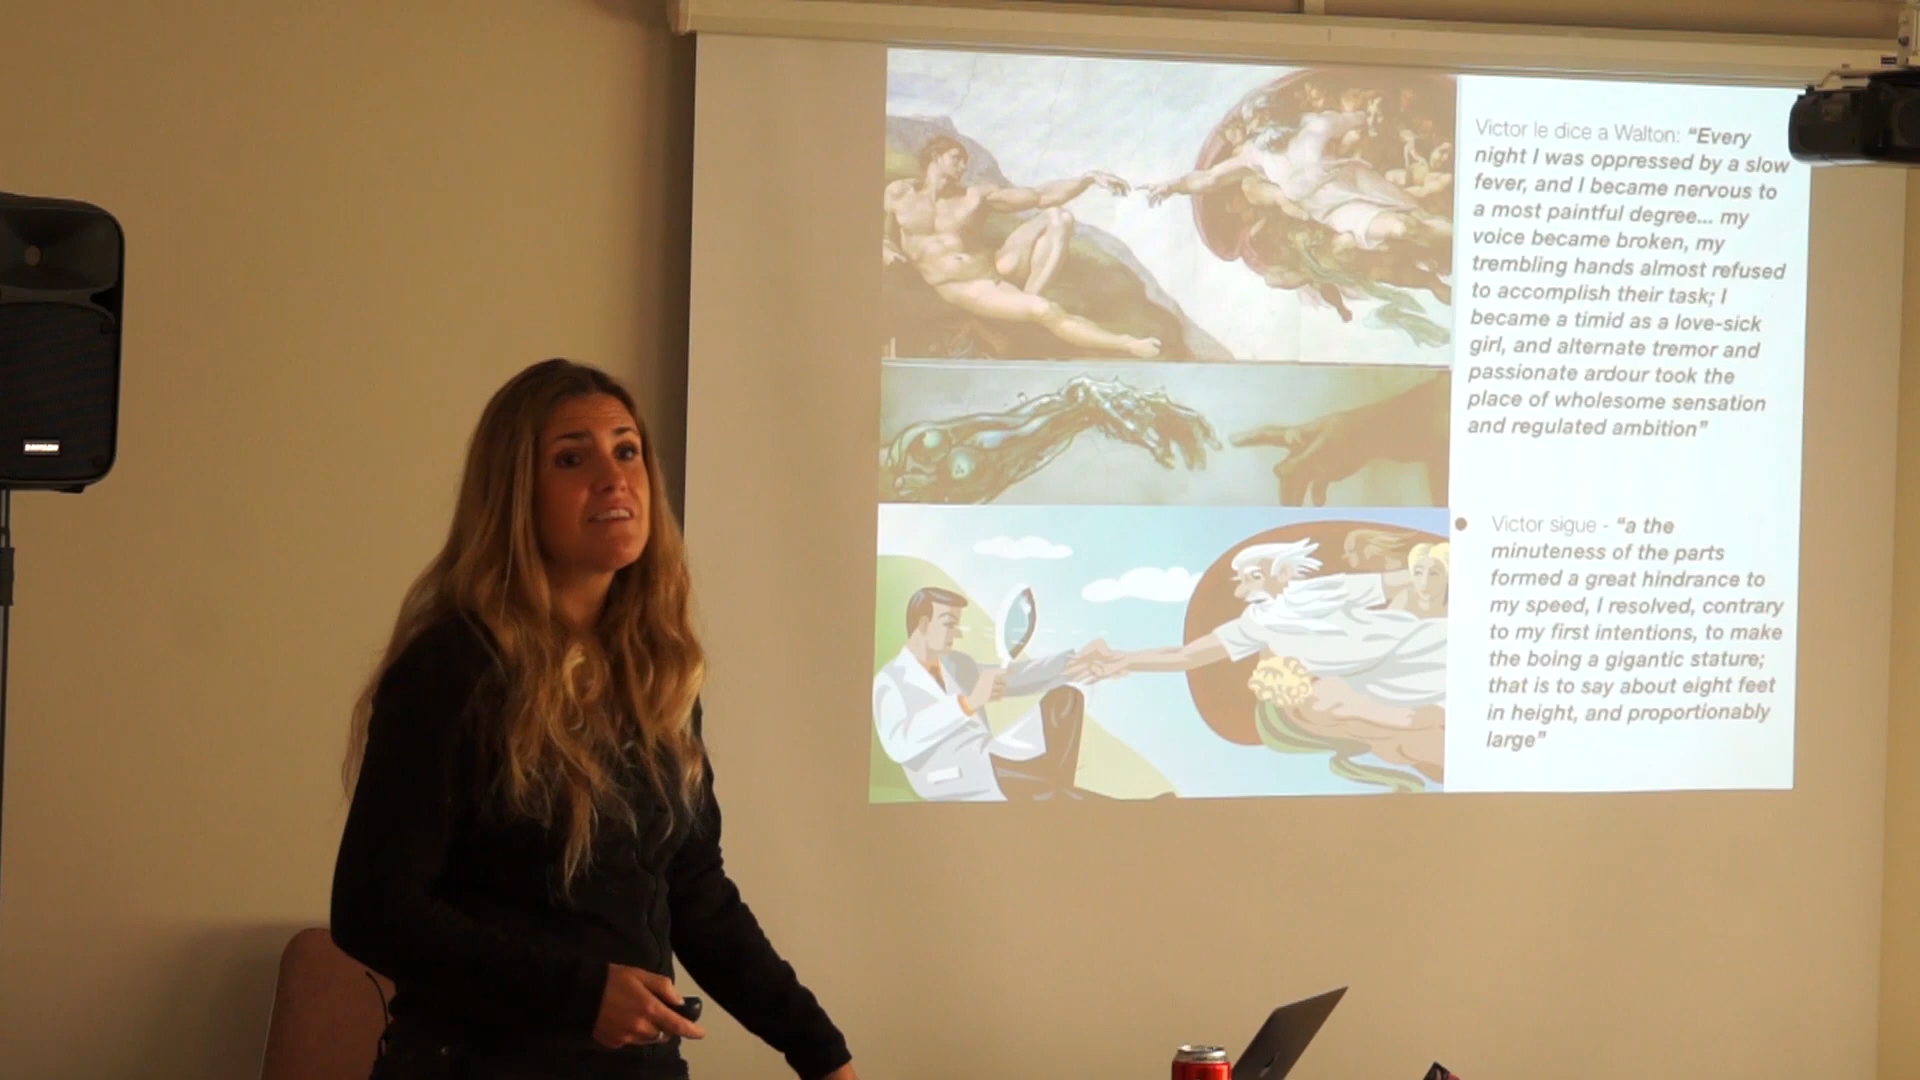 Victor le dice a Walton: “Every
night I was oppressed by a slow
fever, and I became nervous to
a most paintful degree... my
voice became broken, my
trembling hands almost refused
to accomplish their task; I
became a timid as a love-sick
girl, and alternate tremor and
passionate ardour took the
place of wholesome sensation
and regulated ambition”
• Victor sigue - “a the
minuteness of the parts
formed a great hindrance to
my speed, I resolved, contrary
to my first intentions, to make
the boing a gigantic stature;
that is to say about eight feet
in height, and proportionably
large”